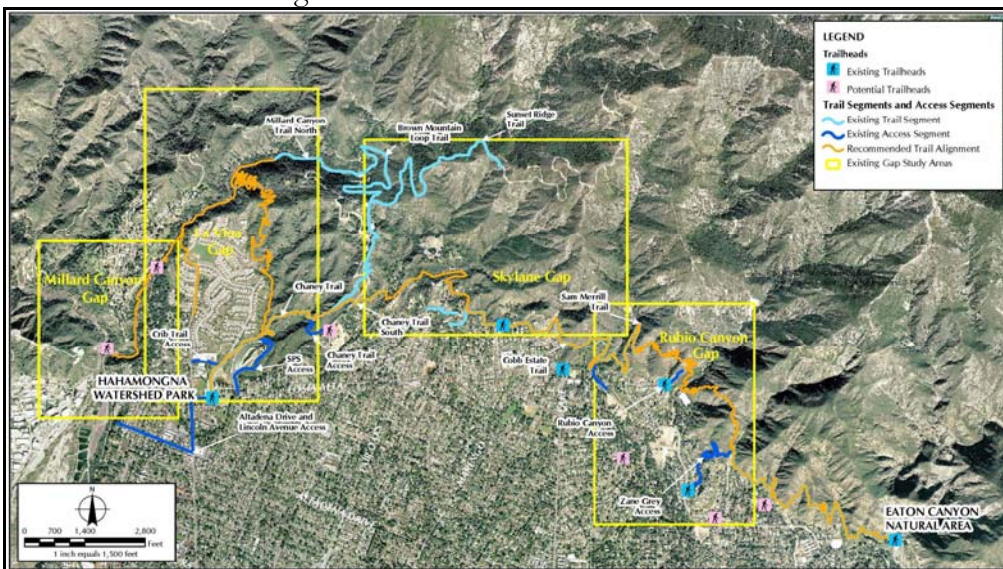 LEGEND
Trailheads
Existing Trailheads
Potential Trailheads
Trail Segments and Access Segments
Existing Trail Segment
Existing Access Segment
Recommended Trail Alignment
Existing Gap Study Areas
Millard Canyon
Trail North
Brown Mountain
Loop Trail
Sunset Ridge
Trail
La Vina
Gap
Millard Canyon
Gap
Skylane Gap
Chaney Trail
Sam Merrill
Trail
Rubio Canyon
Gap
Chaney Trail
South
Crib Trail
Access
SPS
Access
Chaney Trail
Access
Cobb Estate
Trail
HAHAMONGNA
WATERSHED PARK
Altadena Drive and
Lincoln Avenue Access
Rubio Canyon
Access
Zane Grey
Access
EATON CANYON
NATURAL AREA
N
0 700 1,400 2,800
Feet
1 inch equals 1,500 feet